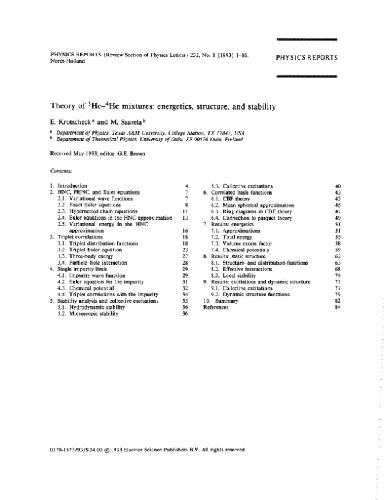 PHYSICS REPORTS (Review Section of Physics Letters) 232, No. 1 (1993) 1–86.
North-Holland
PHYSICS REPORTS
Theory of ³He–⁴He mixtures: energetics, structure, and stability
E. Krotscheck ᵃ and M. Saarela ᵇ
ᵃ Department of Physics, Texas A&M University, College Station, TX 77843, USA
ᵇ Department of Theoretical Physics, University of Oulu, SF 90570 Oulu, Finland
Received May 1993; editor: G.E. Brown
Contents:
1. Introduction 4
2. HNC, FHNC, and Euler equations 7
2.1. Variational wave functions 7
2.2. Exact Euler equations 8
2.3. Hypernetted chain equations 11
2.4. Euler equations in the HNC approximation 13
2.5. Variational energy in the HNC
approximation 16
3. Triplet correlations 18
3.1. Triplet distribution functions 18
3.2. Triplet Euler equation 23
3.3. Three-body energy 27
3.4. Particle–hole interaction 28
4. Single impurity limit 29
4.1. Impurity wave function 29
4.2. Euler equation for the impurity 31
4.3. Chemical potential 32
4.4. Triplet correlations with the impurity 34
5. Stability analysis and collective excitations 35
5.1. Hydrodynamic stability 36
5.2. Microscopic stability 36
5.3. Collective excitations 40
6. Correlated basis functions 43
6.1. CBF theory 43
6.2. Mean spherical approximation 45
6.3. Ring diagrams in CBF theory 47
6.4. Connection to parquet theory 49
7. Results: energetics 51
7.1. Approximations 51
7.2. Total energy 55
7.3. Volume excess factor 58
7.4. Chemical potentials 59
8. Results: static structure 62
8.1. Structure- and distribution-functions 63
8.2. Effective interactions 68
8.3. Local stability 75
9. Results: excitations and dynamic structure 77
9.1. Collective excitations 77
9.2. Dynamic structure functions 79
10. Summary 82
References 84
0370-1573/93/$24.00 © 1993 Elsevier Science Publishers B.V. All rights reserved